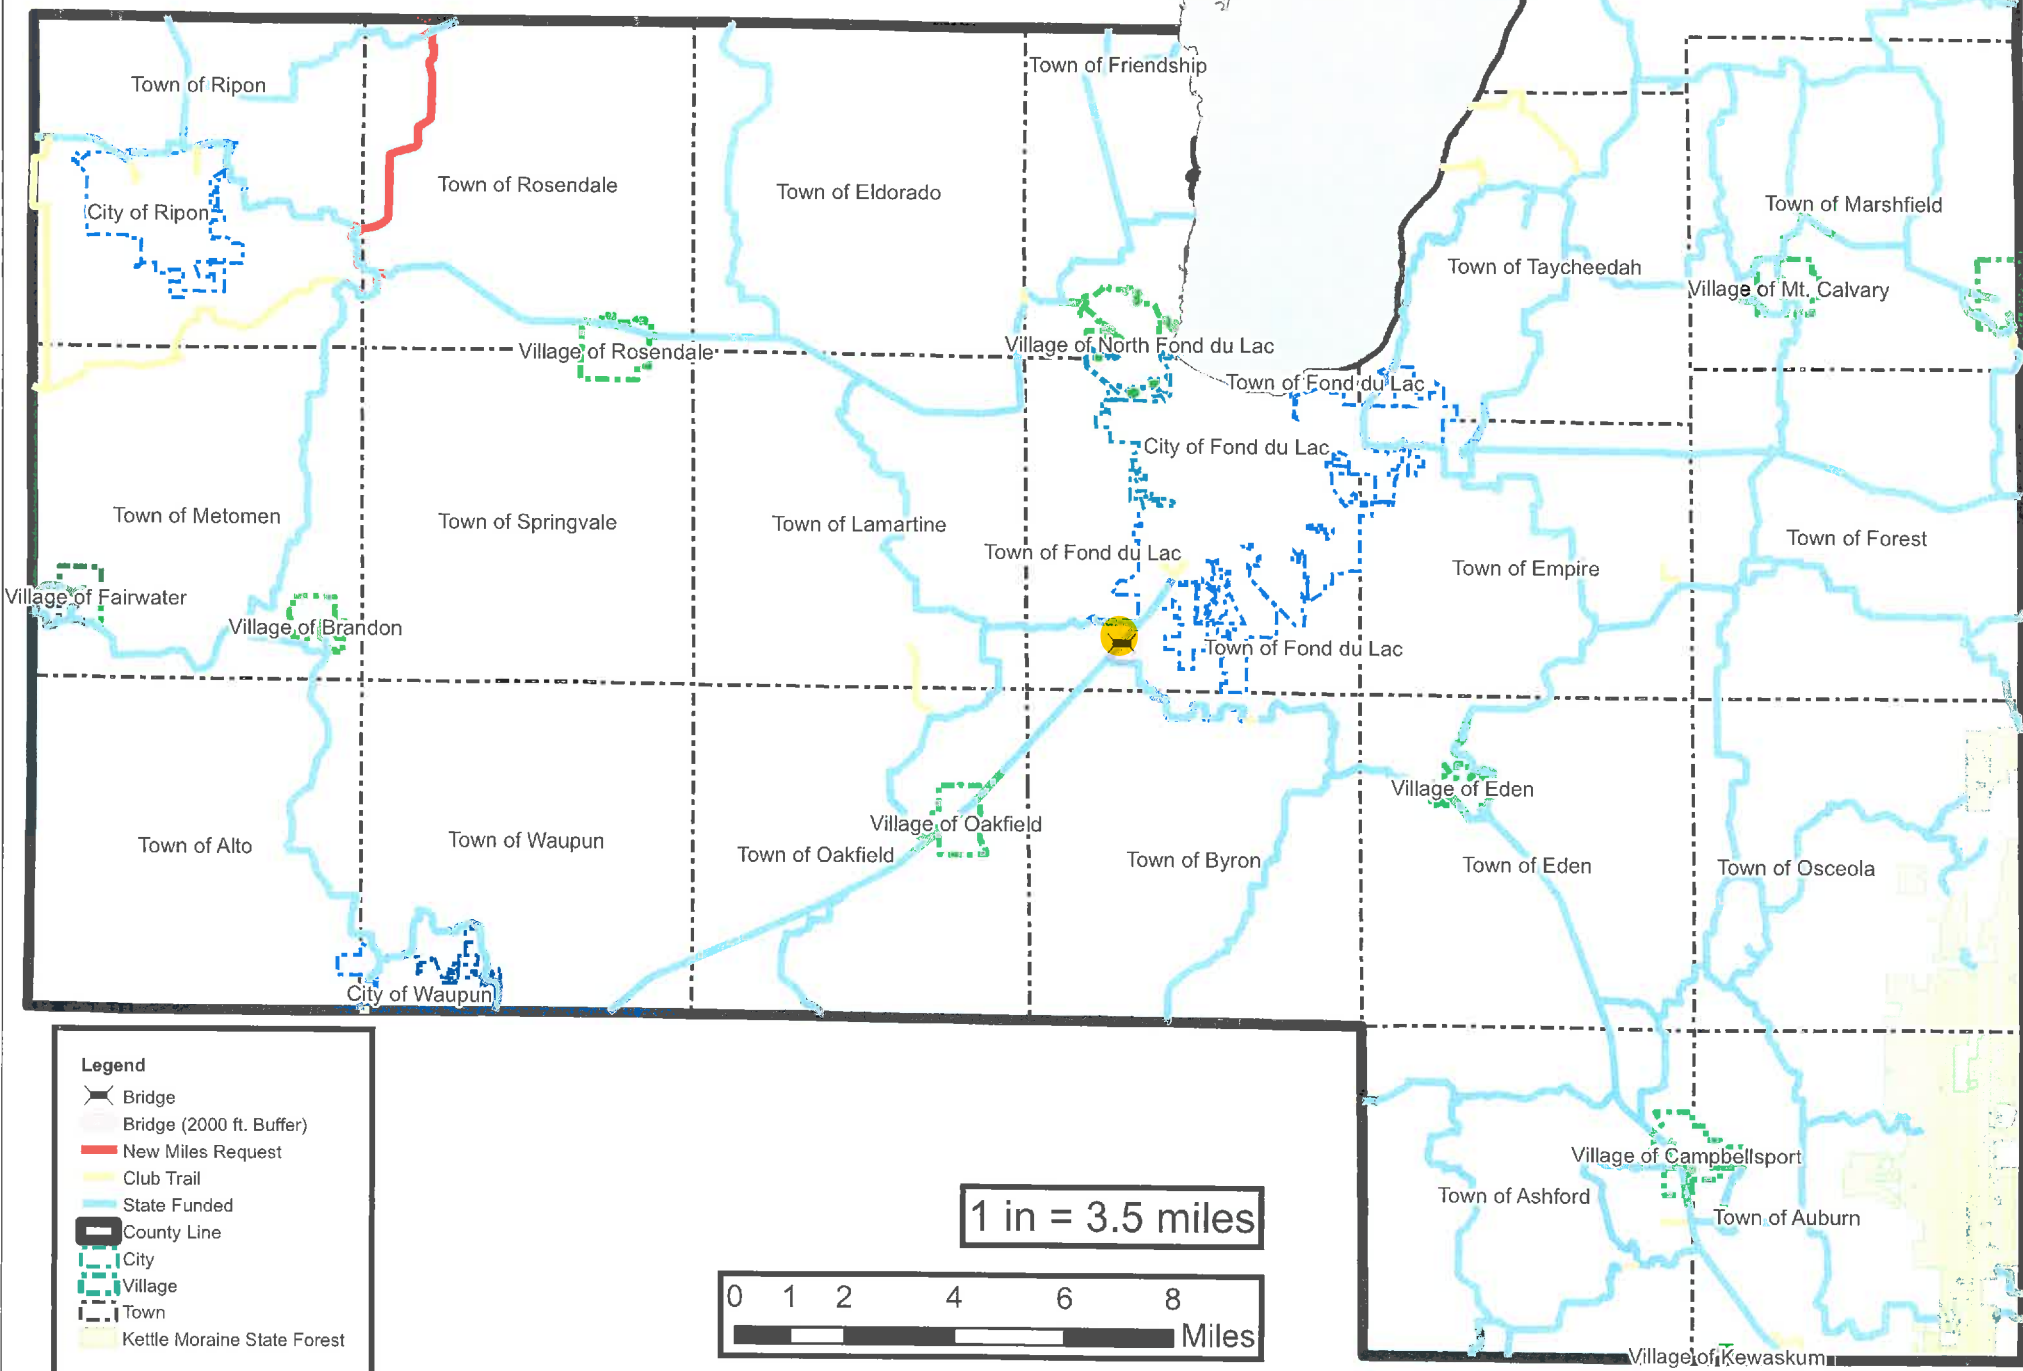 Town of Ripon
Town of Friendship
Town of Rosendale
Town of Eldorado
City of Ripon
Town of Marshfield
Town of Taycheedah
Village of Mt. Calvary
Village of Rosendale
Village of North Fond du Lac
Town of Fond du Lac
City of Fond du Lac
Town of Metomen
Town of Springvale
Town of Lamartine
Town of Fond du Lac
Town of Forest
Town of Empire
Village of Fairwater
Village of Brandon
Town of Fond du Lac
Village of Eden
Village of Oakfield
Town of Alto
Town of Waupun
Town of Oakfield
Town of Byron
Town of Eden
Town of Osceola
City of Waupun
Legend
Bridge
Bridge (2000 ft. Buffer)
New Miles Request
Club Trail
State Funded
County Line
City
Village
Town
Kettle Moraine State Forest
1 in = 3.5 miles
0 1 2 4 6 8
Miles
Village of Campbellsport
Town of Ashford
Town of Auburn
Village of Kewaskum